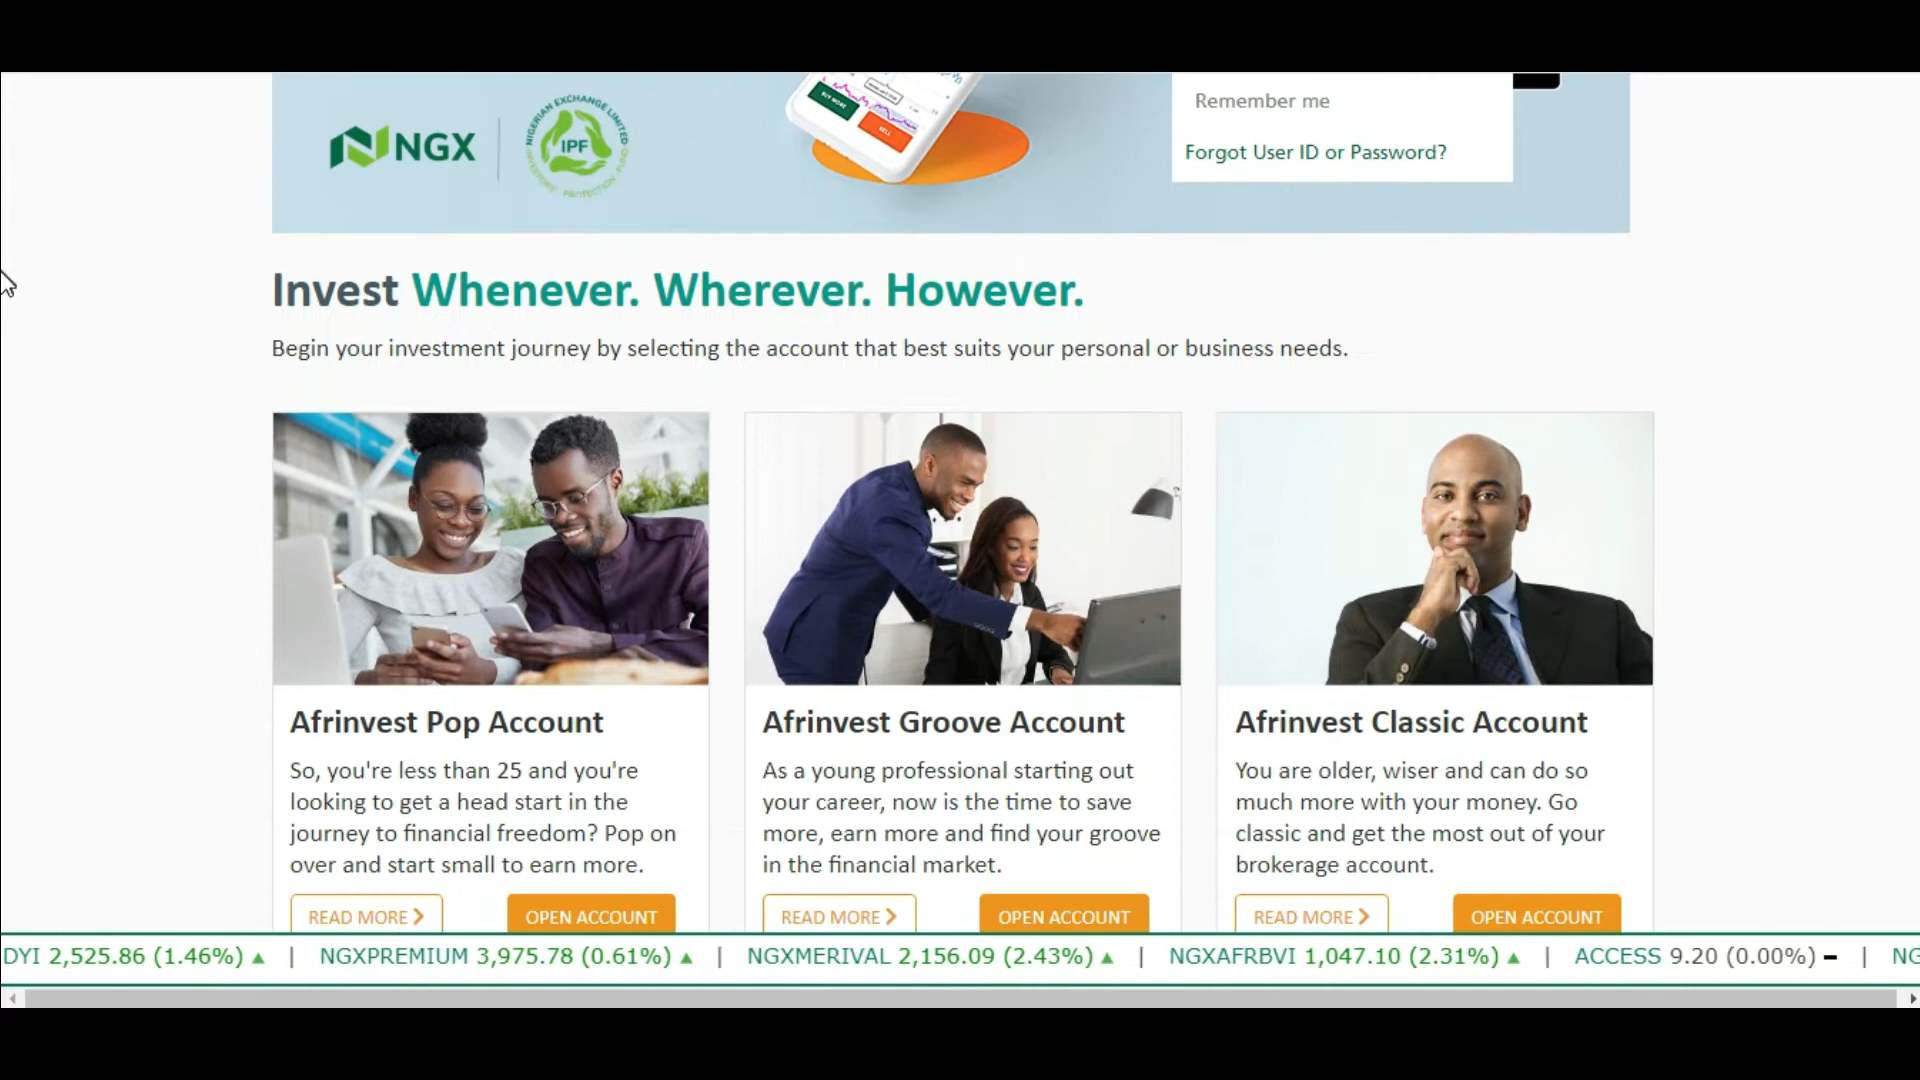 BUY MORE
SELL
NGX
NIGERIAN EXCHANGE LIMITED
IPF
INVESTORS' PROTECTION FUND
Remember me
Forgot User ID or Password?
Invest Whenever. Wherever. However.
Begin your investment journey by selecting the account that best suits your personal or business needs.
Afrinvest Pop Account
So, you're less than 25 and you're
looking to get a head start in the
journey to financial freedom? Pop on
over and start small to earn more.
READ MORE
OPEN ACCOUNT
Afrinvest Groove Account
As a young professional starting out
your career, now is the time to save
more, earn more and find your groove
in the financial market.
READ MORE
OPEN ACCOUNT
Afrinvest Classic Account
You are older, wiser and can do so
much more with your money. Go
classic and get the most out of your
brokerage account.
READ MORE
OPEN ACCOUNT
DYI 2,525.86 (1.46%) ▲ | NGXPREMIUM 3,975.78 (0.61%) ▲ | NGXMERIVAL 2,156.09 (2.43%) ▲ | NGXAFRBVI 1,047.10 (2.31%) ▲ | ACCESS 9.20 (0.00%) – | NG